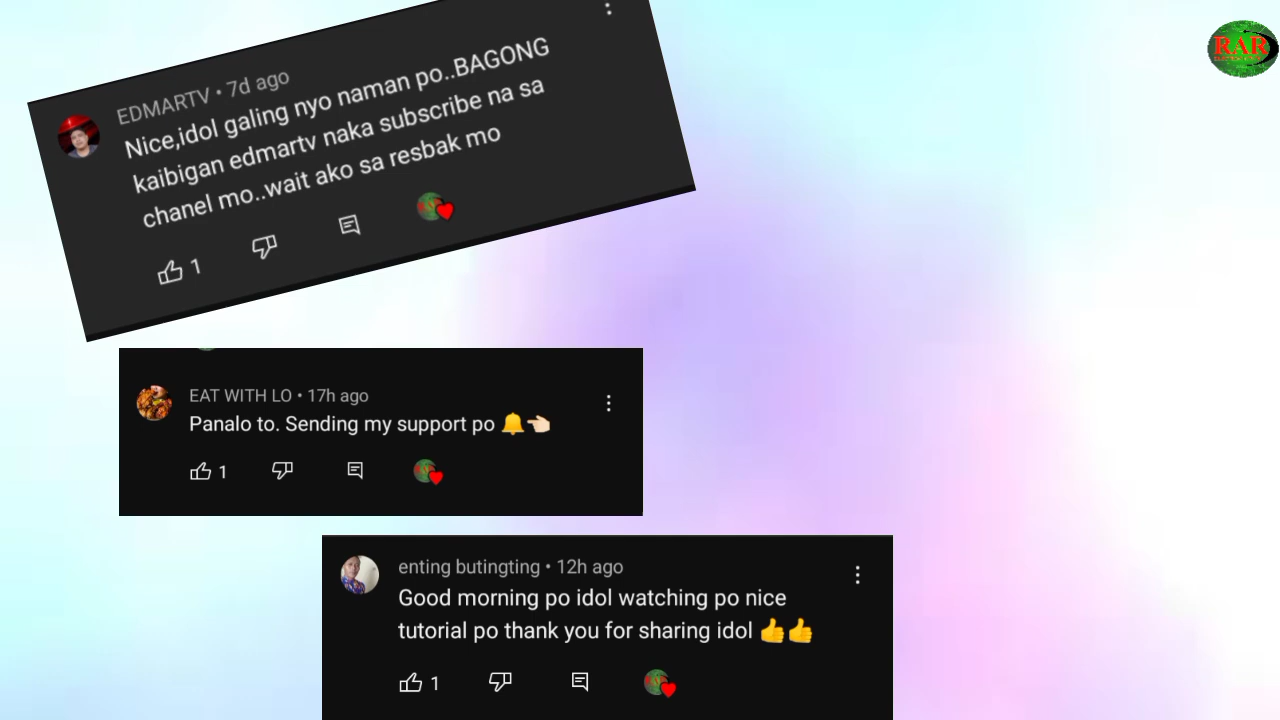 RAR
EDMARTV • 7d ago
Nice,idol galing nyo naman po..BAGONG
kaibigan edmartv naka subscribe na sa
chanel mo..wait ako sa resbak mo
1
EAT WITH LO • 17h ago
Panalo to. Sending my support po 🔔👈🏻
1
enting butingting • 12h ago
Good morning po idol watching po nice
tutorial po thank you for sharing idol 👍👍
1